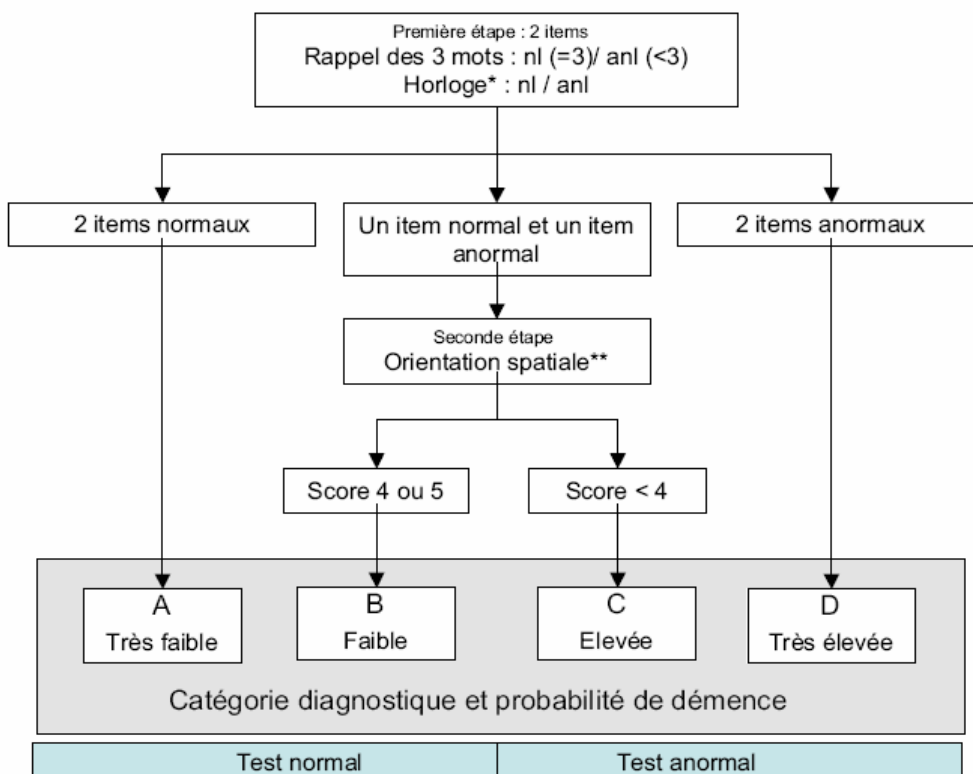 Première étape : 2 items
Rappel des 3 mots : nl (=3)/ anl (<3)
Horloge* : nl / anl
2 items normaux
Un item normal et un item
anormal
2 items anormaux
Seconde étape
Orientation spatiale**
Score 4 ou 5
Score < 4
A
Très faible
B
Faible
C
Elevée
D
Très élevée
Catégorie diagnostique et probabilité de démence
Test normal
Test anormal